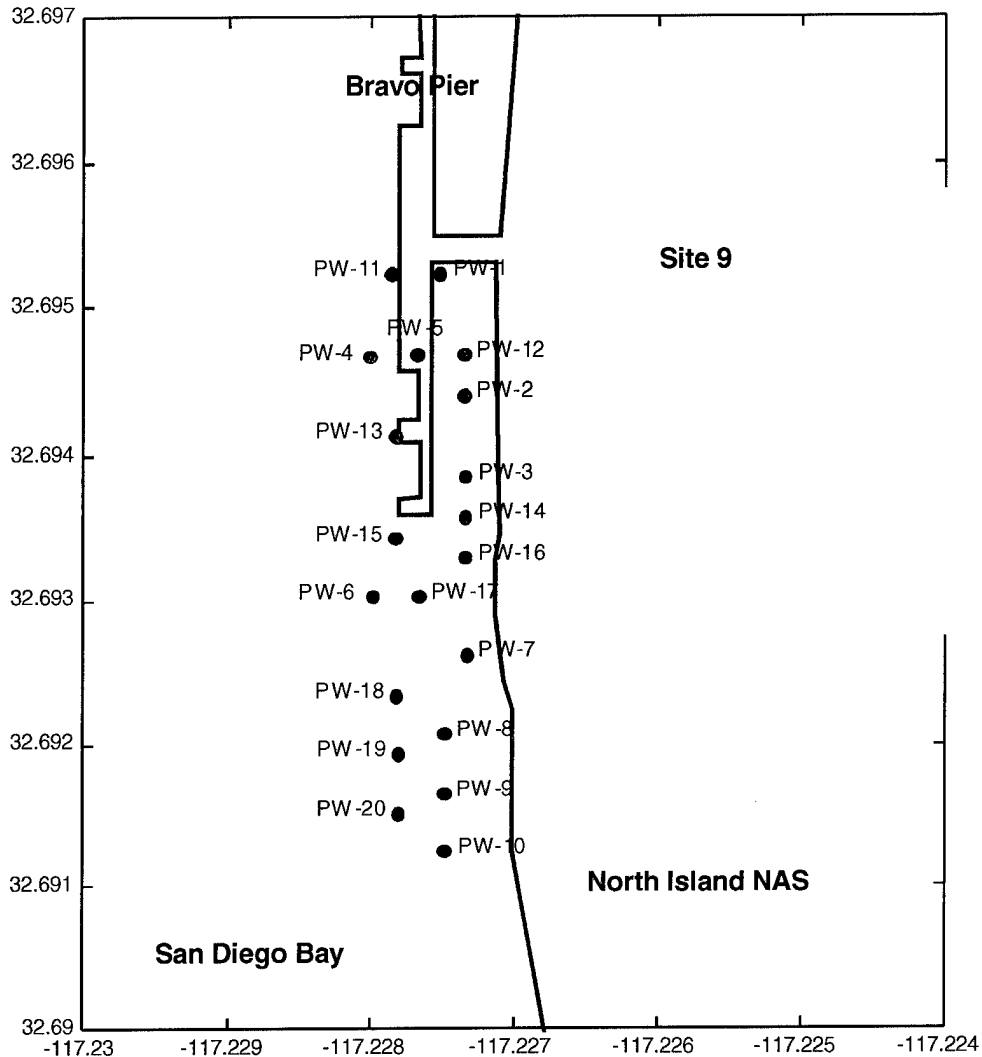 32.697
Bravo Pier
32.696
Site 9
PW-11
PW-1
32.695
PW-5
PW-4
PW-12
PW-2
PW-13
32.694
PW-3
PW-14
PW-15
PW-16
PW-6
PW-17
32.693
PW-7
PW-18
PW-8
32.692
PW-19
PW-9
PW-20
PW-10
32.691
North Island NAS
San Diego Bay
32.69
-117.23 -117.229 -117.228 -117.227 -117.226 -117.225 -117.224